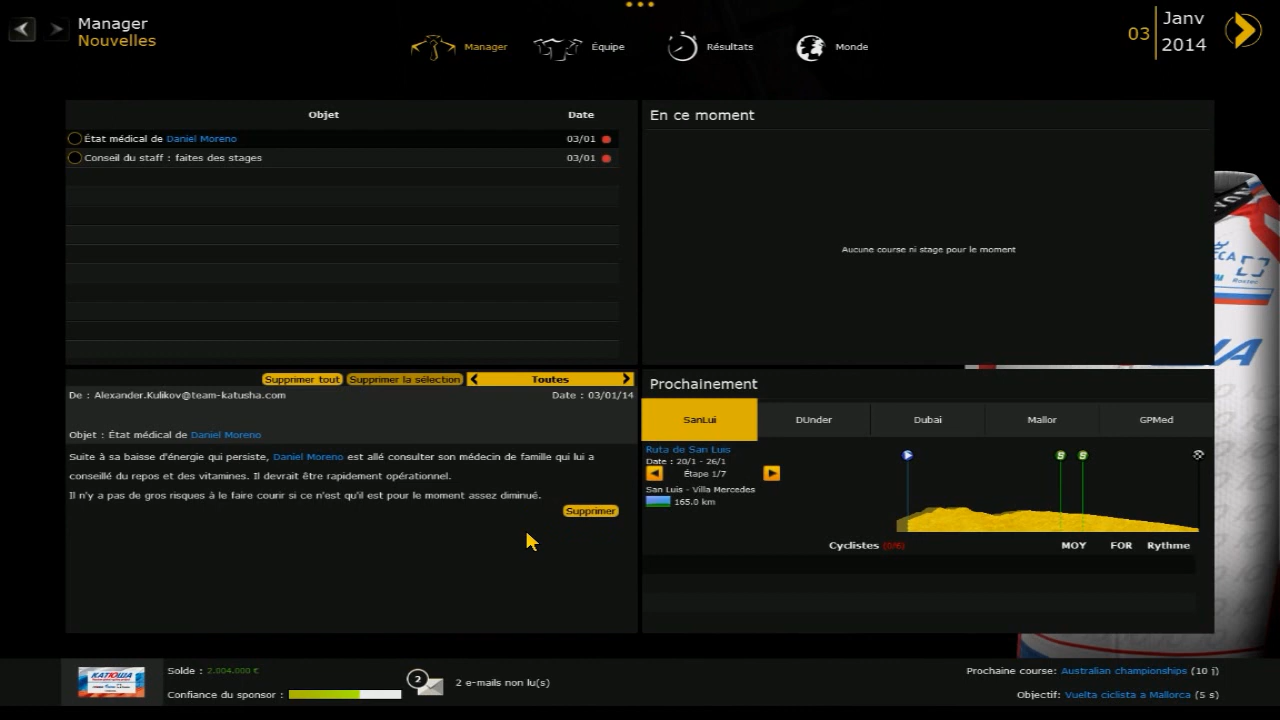 Manager
Nouvelles
Manager
Équipe
Résultats
Monde
03
Janv
2014
Objet
Date
État médical de Daniel Moreno
03/01
Conseil du staff : faites des stages
03/01
En ce moment
Aucune course ni stage pour le moment
Supprimer tout
Supprimer la sélection
Toutes
De : Alexander.Kulikov@team-katusha.com
Date : 03/01/14
Objet : État médical de Daniel Moreno
Suite à sa baisse d'énergie qui persiste, Daniel Moreno est allé consulter son médecin de famille qui lui a
conseillé du repos et des vitamines. Il devrait être rapidement opérationnel.
Il n'y a pas de gros risques à le faire courir si ce n'est qu'il est pour le moment assez diminué.
Supprimer
Prochainement
SanLui
DUnder
Dubai
Mallor
GPMed
Ruta de San Luis
Date : 20/1 - 26/1
Étape 1/7
San Luis - Villa Mercedes
165.0 km
S
S
Cyclistes (0/6)
MOY
FOR
Rythme
КАТЮША
Solde : 2.004.000 €
Confiance du sponsor :
2
2 e-mails non lu(s)
Prochaine course: Australian championships (10 j)
Objectif: Vuelta ciclista a Mallorca (5 s)